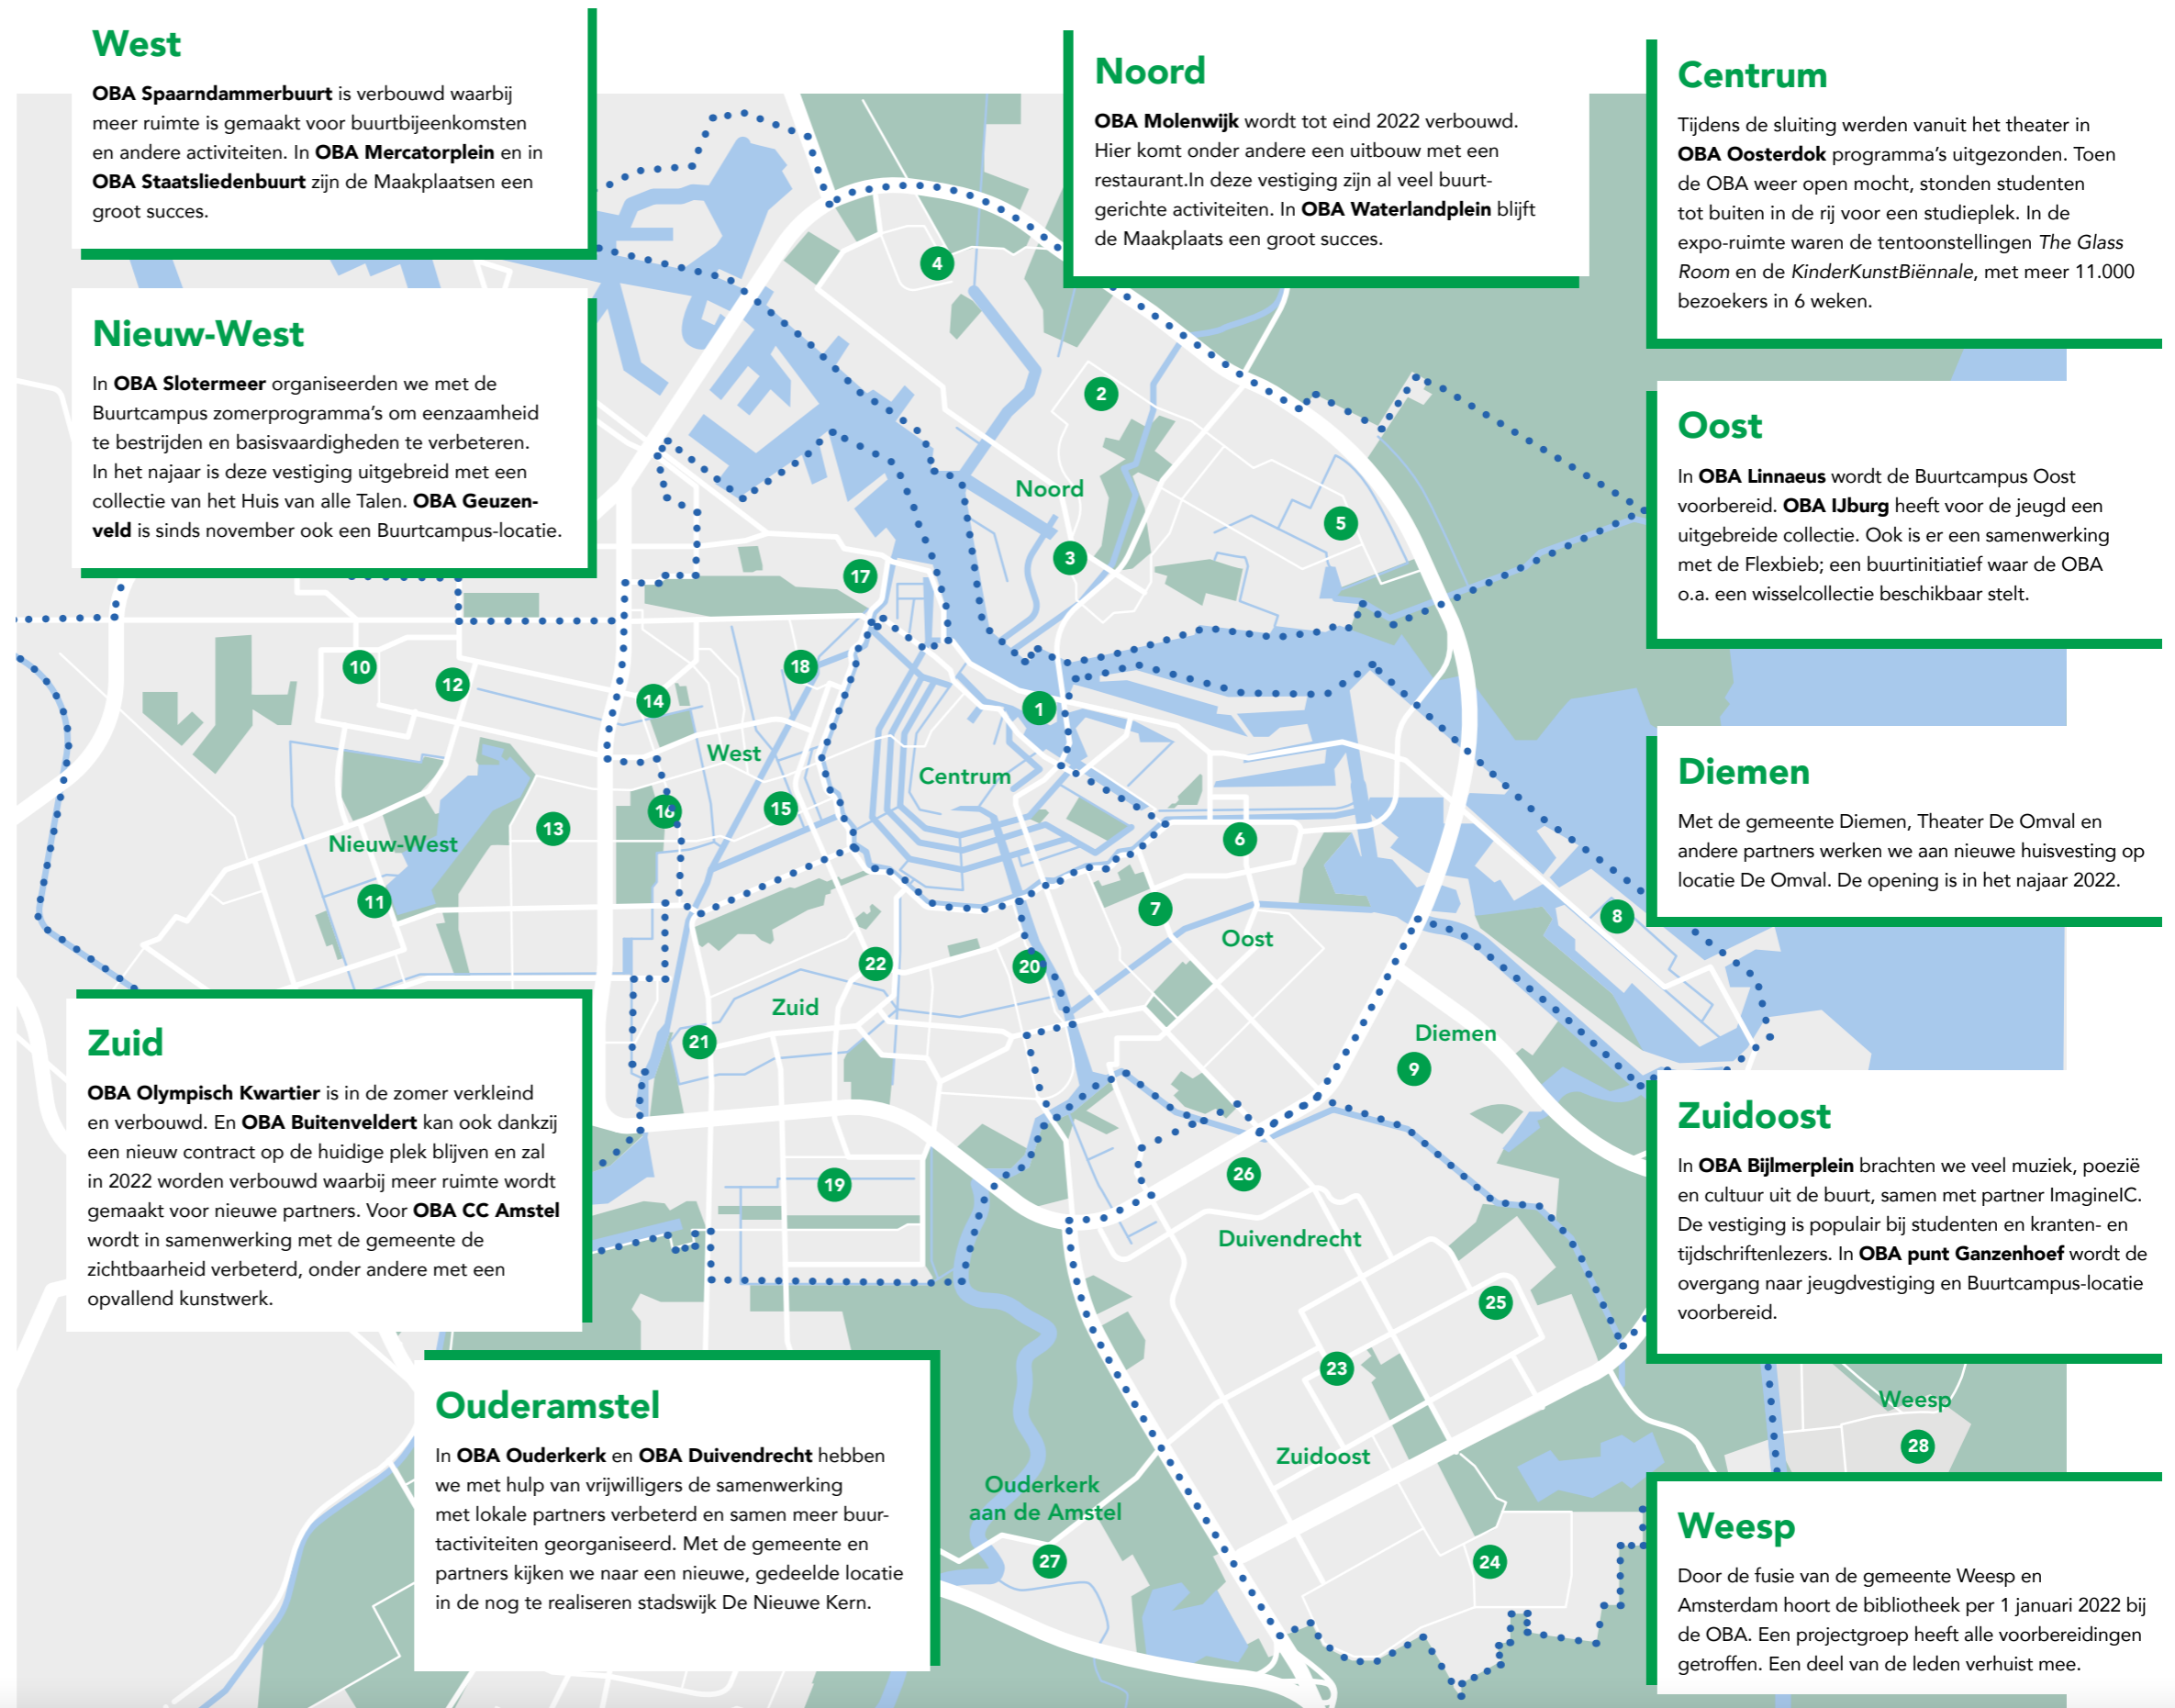 West
OBA Spaarndammerbuurt is verbouwd waarbij
meer ruimte is gemaakt voor buurtbijeenkomsten
en andere activiteiten. In OBA Mercatorplein en in
OBA Staatsliedenbuurt zijn de Maakplaatsen een
groot succes.
Noord
OBA Molenwijk wordt tot eind 2022 verbouwd.
Hier komt onder andere een uitbouw met een
restaurant.In deze vestiging zijn al veel buurt-
gerichte activiteiten. In OBA Waterlandplein blijft
de Maakplaats een groot succes.
Centrum
Tijdens de sluiting werden vanuit het theater in
OBA Oosterdok programma's uitgezonden. Toen
de OBA weer open mocht, stonden studenten
tot buiten in de rij voor een studieplek. In de
expo-ruimte waren de tentoonstellingen The Glass
Room en de KinderKunstBiënnale, met meer 11.000
bezoekers in 6 weken.
Nieuw-West
In OBA Slotermeer organiseerden we met de
Buurtcampus zomerprogramma's om eenzaamheid
te bestrijden en basisvaardigheden te verbeteren.
In het najaar is deze vestiging uitgebreid met een
collectie van het Huis van alle Talen. OBA Geuzen-
veld is sinds november ook een Buurtcampus-locatie.
Oost
In OBA Linnaeus wordt de Buurtcampus Oost
voorbereid. OBA IJburg heeft voor de jeugd een
uitgebreide collectie. Ook is er een samenwerking
met de Flexbieb; een buurtinitiatief waar de OBA
o.a. een wisselcollectie beschikbaar stelt.
Diemen
Met de gemeente Diemen, Theater De Omval en
andere partners werken we aan nieuwe huisvesting op
locatie De Omval. De opening is in het najaar 2022.
4
2
Noord
5
3
17
10
12
18
14
1
West
Centrum
16
15
13
6
Nieuw-West
11
7
8
Oost
22
20
Zuid
21
Diemen
9
19
26
Duivendrecht
25
23
Zuidoost
Weesp
28
Ouderkerk
aan de Amstel
27
24
Zuid
OBA Olympisch Kwartier is in de zomer verkleind
en verbouwd. En OBA Buitenveldert kan ook dankzij
een nieuw contract op de huidige plek blijven en zal
in 2022 worden verbouwd waarbij meer ruimte wordt
gemaakt voor nieuwe partners. Voor OBA CC Amstel
wordt in samenwerking met de gemeente de
zichtbaarheid verbeterd, onder andere met een
opvallend kunstwerk.
Zuidoost
In OBA Bijlmerplein brachten we veel muziek, poezië
en cultuur uit de buurt, samen met partner ImagineIC.
De vestiging is populair bij studenten en kranten- en
tijdschriftenlezers. In OBA punt Ganzenhoef wordt de
overgang naar jeugdvestiging en Buurtcampus-locatie
voorbereid.
Ouderamstel
In OBA Ouderkerk en OBA Duivendrecht hebben
we met hulp van vrijwilligers de samenwerking
met lokale partners verbeterd en samen meer buur-
tactiviteiten georganiseerd. Met de gemeente en
partners kijken we naar een nieuwe, gedeelde locatie
in de nog te realiseren stadswijk De Nieuwe Kern.
Weesp
Door de fusie van de gemeente Weesp en
Amsterdam hoort de bibliotheek per 1 januari 2022 bij
de OBA. Een projectgroep heeft alle voorbereidingen
getroffen. Een deel van de leden verhuist mee.